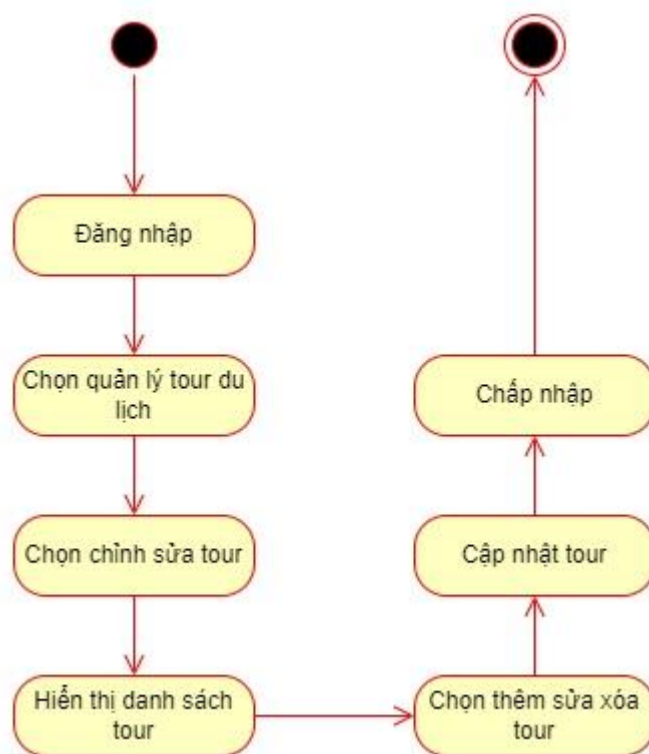 Đăng nhập
Chọn quản lý tour du
lịch
Chọn chỉnh sửa tour
Hiển thị danh sách
tour
Chọn thêm sửa xóa
tour
Cập nhật tour
Chấp nhập